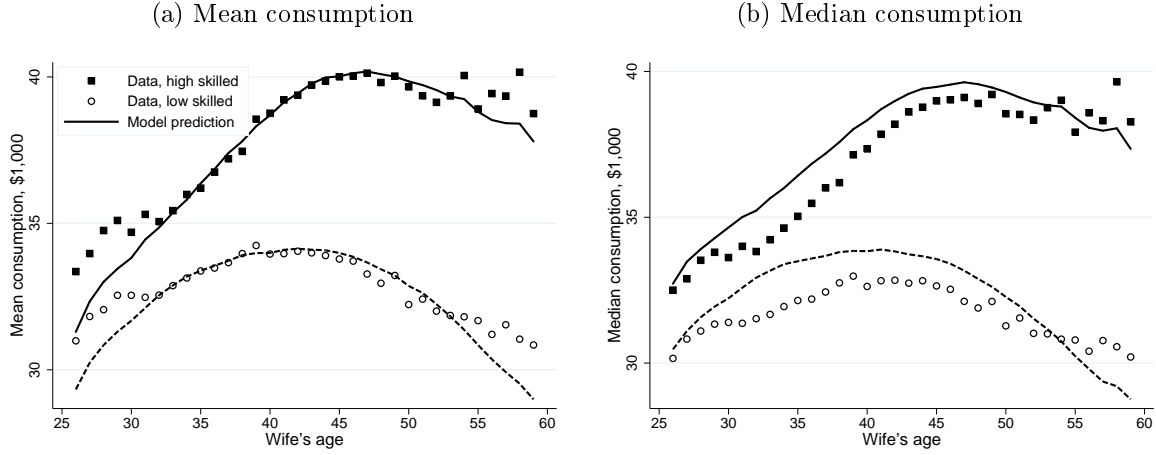 (a) Mean consumption
Data, high skilled
Data, low skilled
Model prediction
Mean consumption, $1,000
40
35
30
25 30 35 40 45 50 55 60
Wife's age
(b) Median consumption
Median consumption, $1,000
40
35
30
25 30 35 40 45 50 55 60
Wife's age